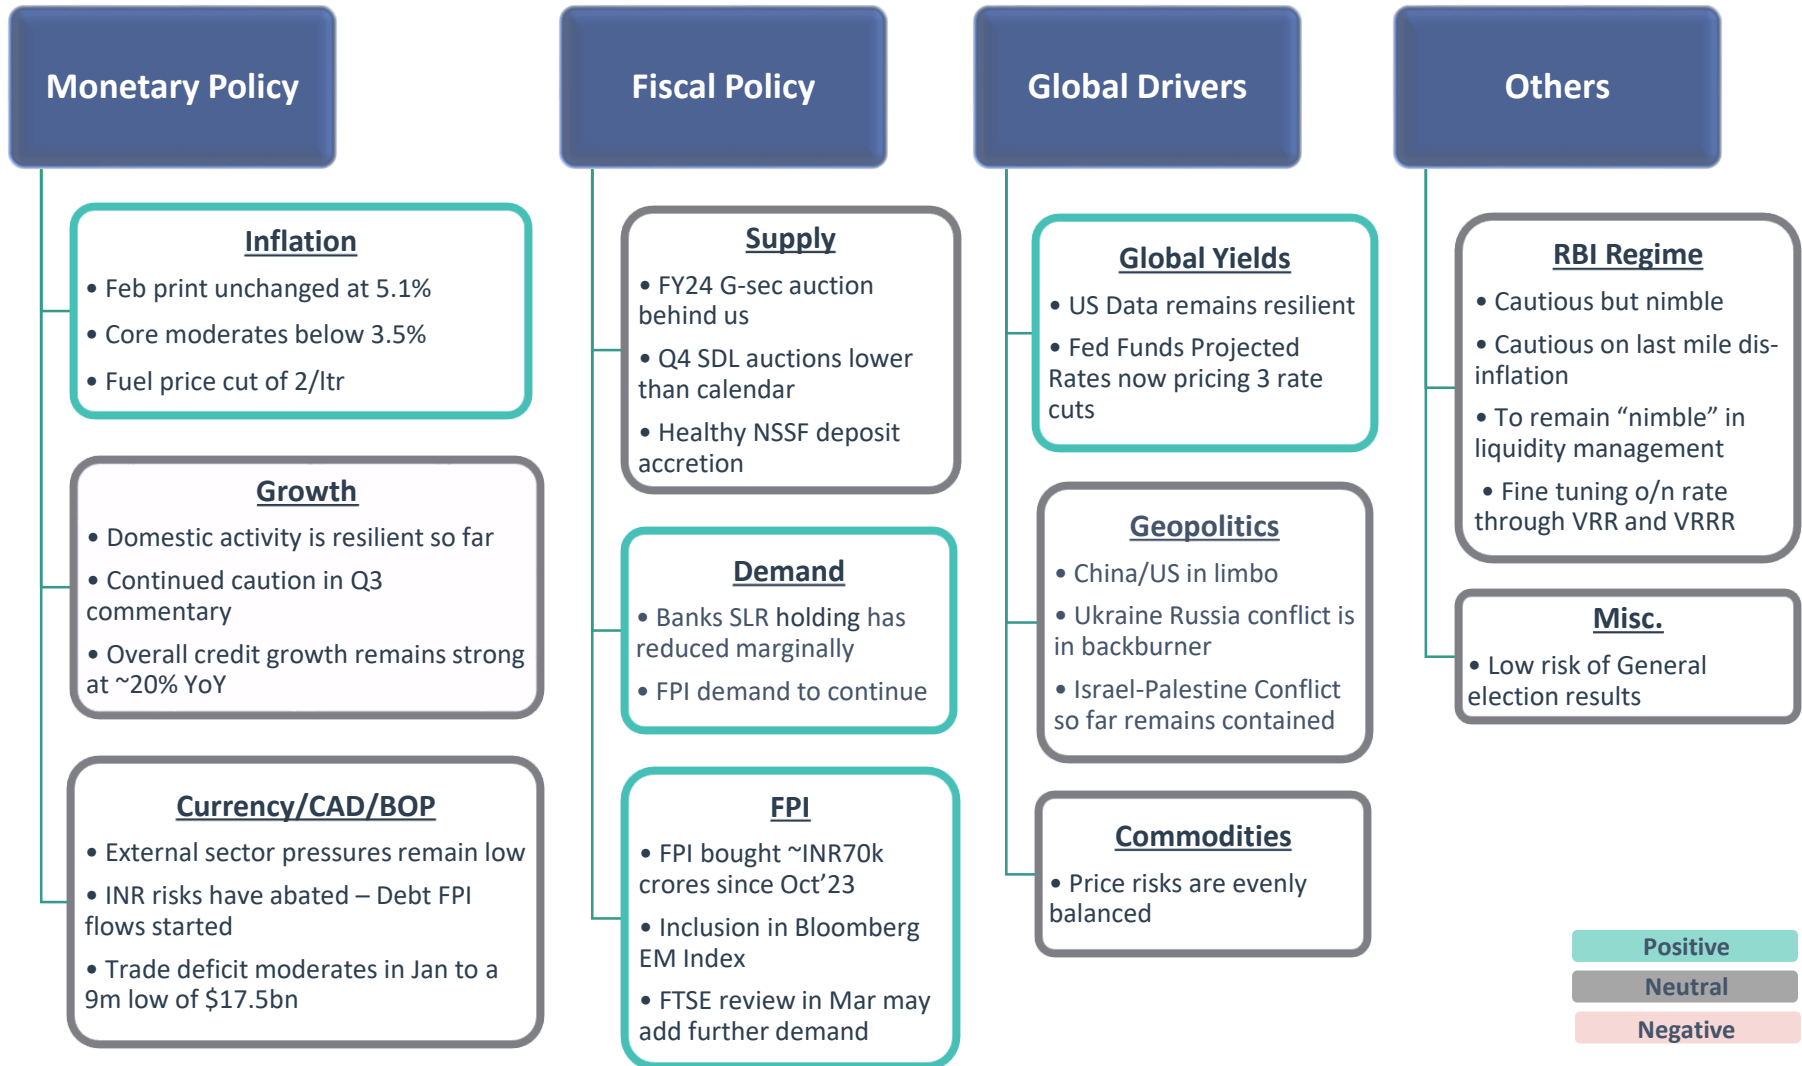 Monetary Policy
Inflation
• Feb print unchanged at 5.1%
• Core moderates below 3.5%
• Fuel price cut of 2/ltr
Growth
• Domestic activity is resilient so far
• Continued caution in Q3
commentary
• Overall credit growth remains strong
at ~20% YoY
Currency/CAD/BOP
• External sector pressures remain low
• INR risks have abated – Debt FPI
flows started
• Trade deficit moderates in Jan to a
9m low of $17.5bn
Fiscal Policy
Supply
• FY24 G-sec auction
behind us
• Q4 SDL auctions lower
than calendar
• Healthy NSSF deposit
accretion
Demand
• Banks SLR holding has
reduced marginally
• FPI demand to continue
FPI
• FPI bought ~INR70k
crores since Oct’23
• Inclusion in Bloomberg
EM Index
• FTSE review in Mar may
add further demand
Global Drivers
Global Yields
• US Data remains resilient
• Fed Funds Projected
Rates now pricing 3 rate
cuts
Geopolitics
• China/US in limbo
• Ukraine Russia conflict is
in backburner
• Israel-Palestine Conflict
so far remains contained
Commodities
• Price risks are evenly
balanced
Others
RBI Regime
• Cautious but nimble
• Cautious on last mile dis-
inflation
• To remain “nimble” in
liquidity management
• Fine tuning o/n rate
through VRR and VRRR
Misc.
• Low risk of General
election results
Positive
Neutral
Negative